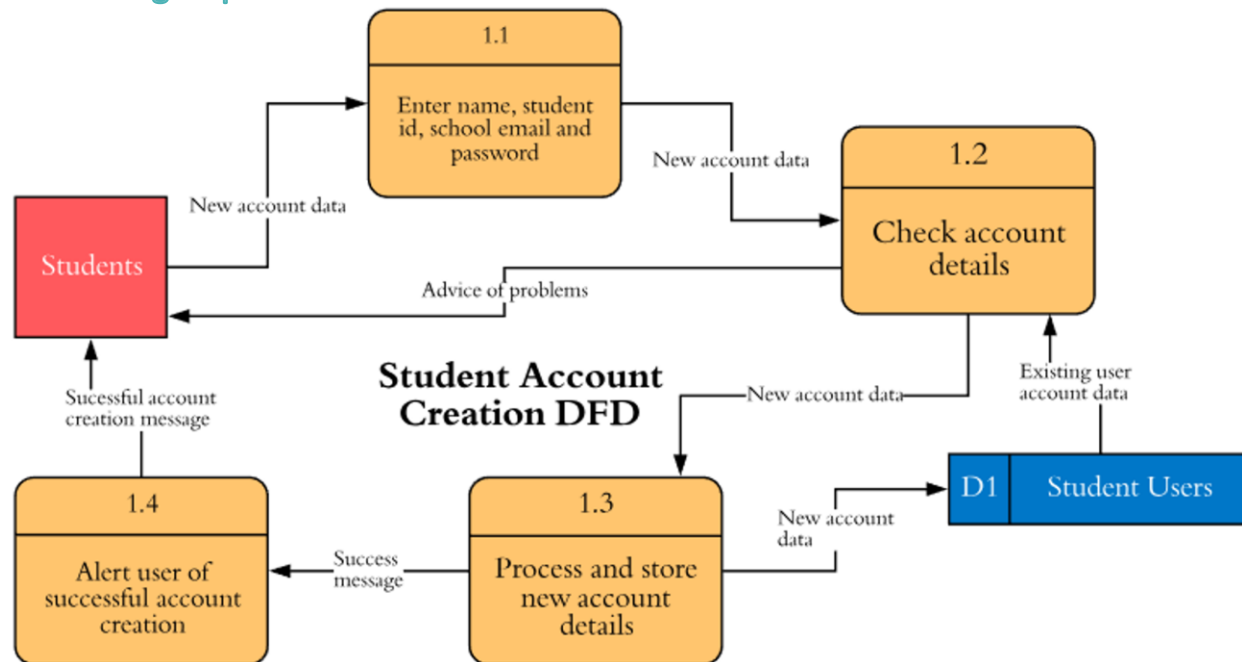 1.1
Enter name, student
id, school email and
password
New account data
1.2
Check account
details
New account data
Students
Advice of problems
Student Account
Creation DFD
Existing user
account data
New account data
Sucessful account
creation message
D1
Student Users
1.4
Alert user of
successful account
creation
Success
message
1.3
Process and store
new account
details
New account
data